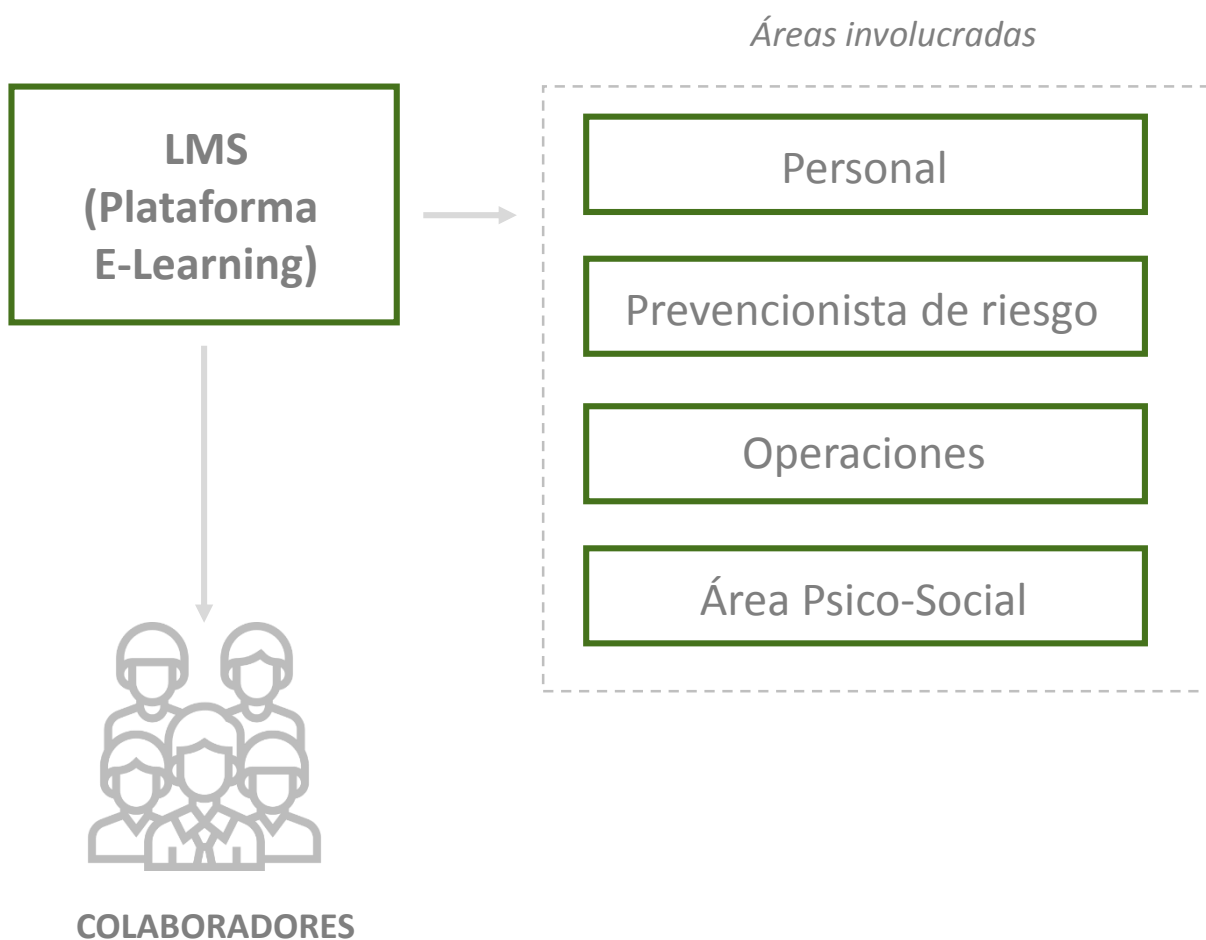 Áreas involucradas
LMS
(Plataforma
E-Learning)
Personal
Prevencionista de riesgo
Operaciones
Área Psico-Social
COLABORADORES